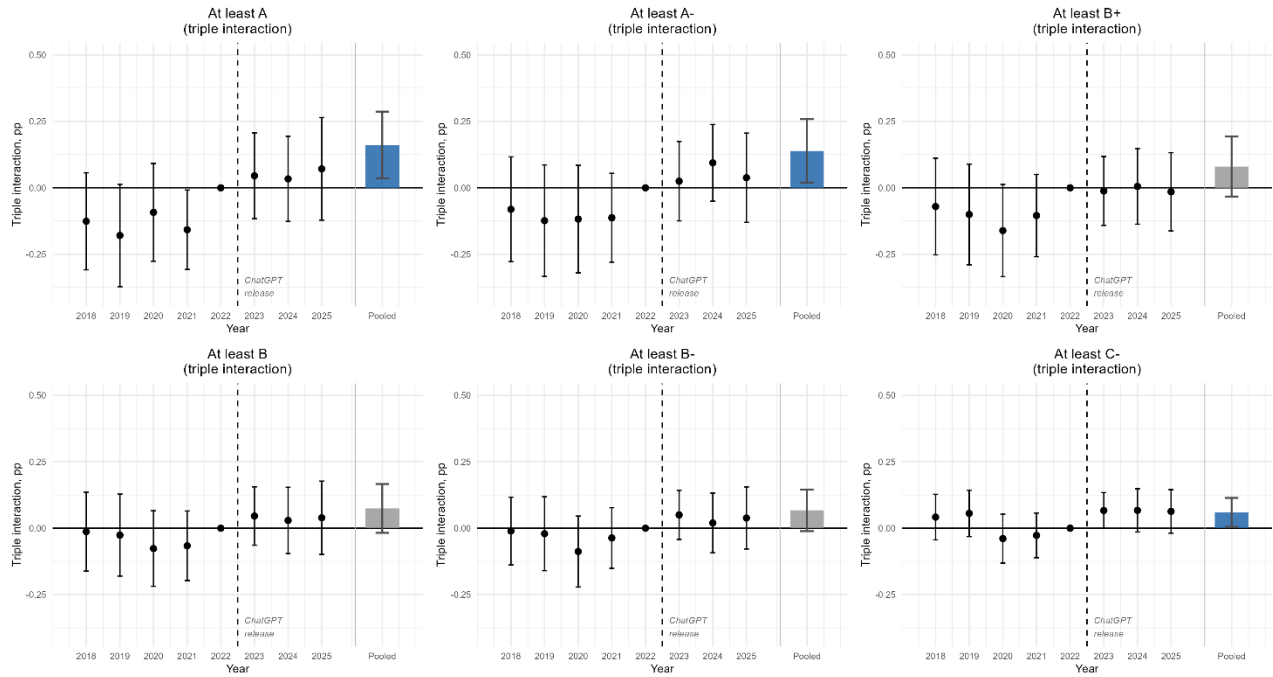 At least A
(triple interaction)
Triple interaction, pp
0.50
0.25
0.00
-0.25
ChatGPT
release
2018 2019 2020 2021 2022 2023 2024 2025 Pooled
Year
At least A-
(triple interaction)
Triple interaction, pp
0.50
0.25
0.00
-0.25
ChatGPT
release
2018 2019 2020 2021 2022 2023 2024 2025 Pooled
Year
At least B+
(triple interaction)
Triple interaction, pp
0.50
0.25
0.00
-0.25
ChatGPT
release
2018 2019 2020 2021 2022 2023 2024 2025 Pooled
Year
At least B
(triple interaction)
Triple interaction, pp
0.50
0.25
0.00
-0.25
ChatGPT
release
2018 2019 2020 2021 2022 2023 2024 2025 Pooled
Year
At least B-
(triple interaction)
Triple interaction, pp
0.50
0.25
0.00
-0.25
ChatGPT
release
2018 2019 2020 2021 2022 2023 2024 2025 Pooled
Year
At least C-
(triple interaction)
Triple interaction, pp
0.50
0.25
0.00
-0.25
ChatGPT
release
2018 2019 2020 2021 2022 2023 2024 2025 Pooled
Year